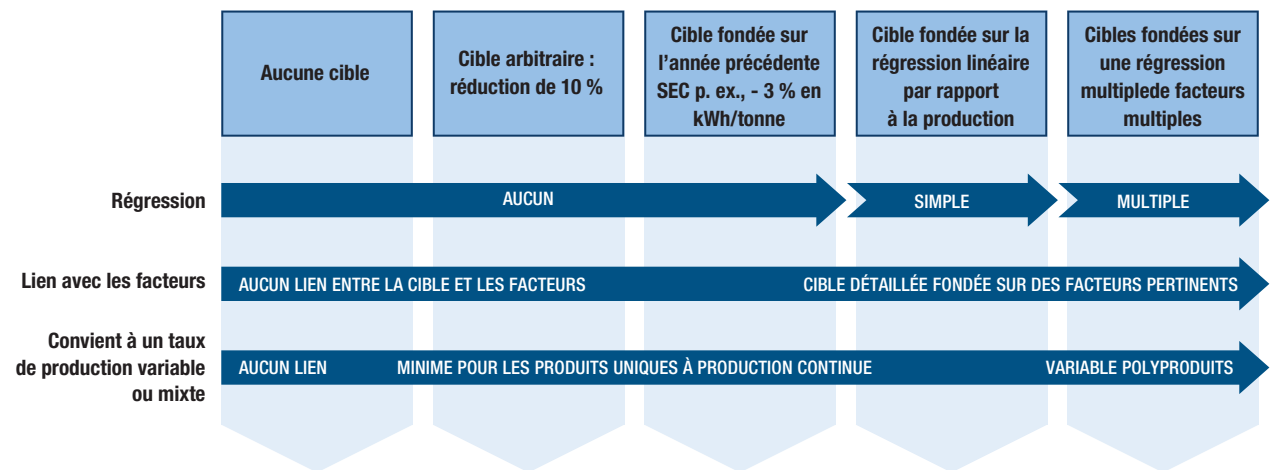 Aucune cible
Cible arbitraire :
réduction de 10 %
Cible fondée sur
l'année précédente
SEC p. ex., - 3 % en
kWh/tonne
Cible fondée sur la
régression linéaire
par rapport
à la production
Cibles fondées sur
une régression
multiplede facteurs
multiples
Régression
AUCUN
SIMPLE
MULTIPLE
Lien avec les facteurs
AUCUN LIEN ENTRE LA CIBLE ET LES FACTEURS
CIBLE DÉTAILLÉE FONDÉE SUR DES FACTEURS PERTINENTS
Convient à un taux
de production variable
ou mixte
AUCUN LIEN
MINIME POUR LES PRODUITS UNIQUES À PRODUCTION CONTINUE
VARIABLE POLYPRODUITS